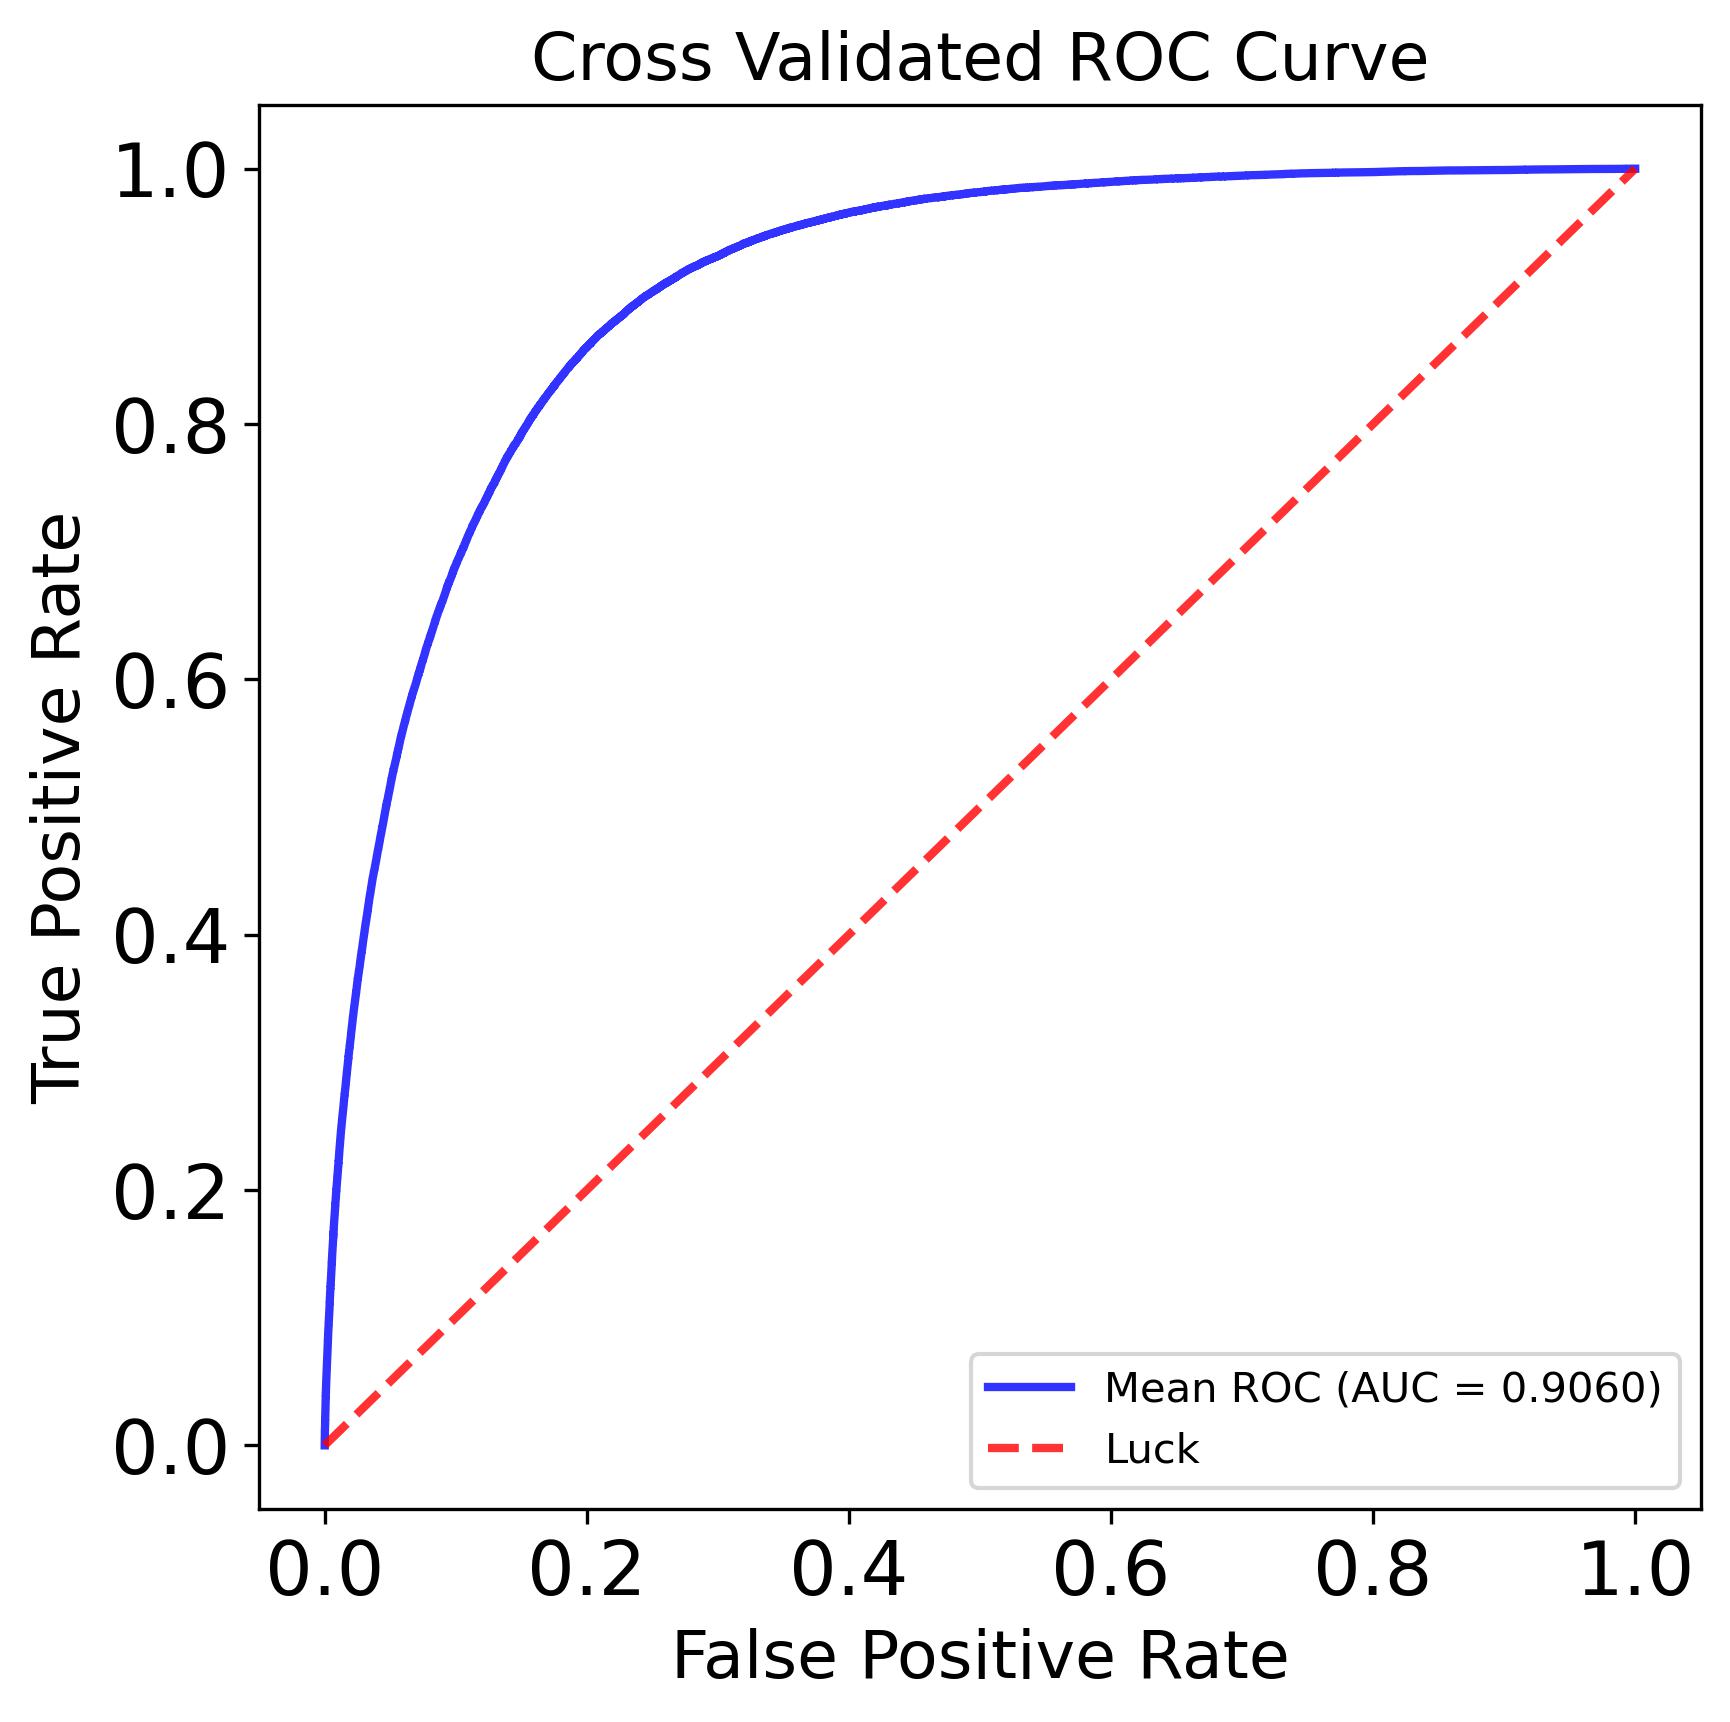 Cross Validated ROC Curve
1.0
0.8
0.6
0.4
0.2
0.0
True Positive Rate
Mean ROC (AUC = 0.9060)
Luck
0.0 0.2 0.4 0.6 0.8 1.0
False Positive Rate